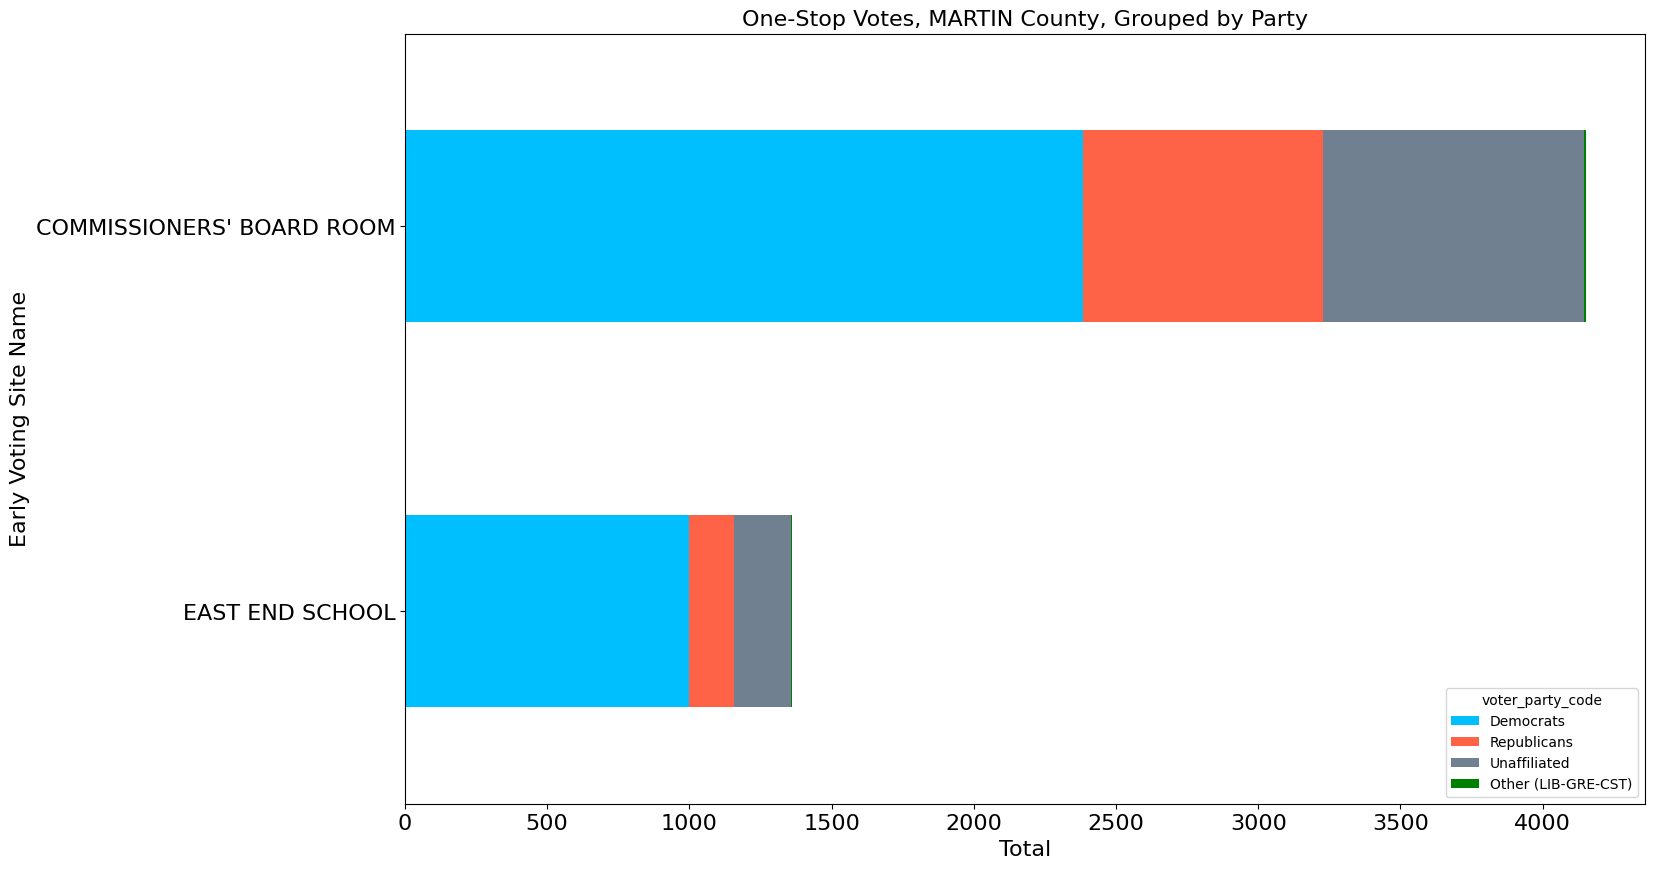 One-Stop Votes, MARTIN County, Grouped by Party
Early Voting Site Name
COMMISSIONERS' BOARD ROOM
EAST END SCHOOL
voter_party_code
Democrats
Republicans
Unaffiliated
Other (LIB-GRE-CST)
0 500 1000 1500 2000 2500 3000 3500 4000
Total